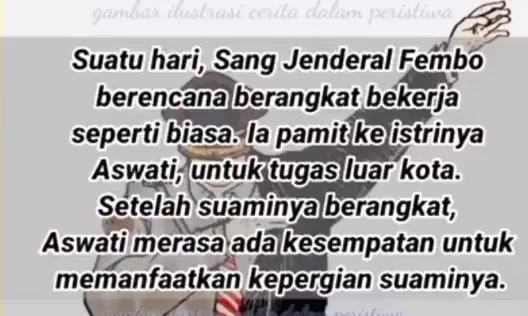 gambar ilustrasi cerita dalam peristiwa
Suatu hari, Sang Jenderal Fembo
berencana berangkat bekerja
seperti biasa. Ia pamit ke istrinya
Aswati, untuk tugas luar kota.
Setelah suaminya berangkat,
Aswati merasa ada kesempatan untuk
memanfaatkan kepergian suaminya.